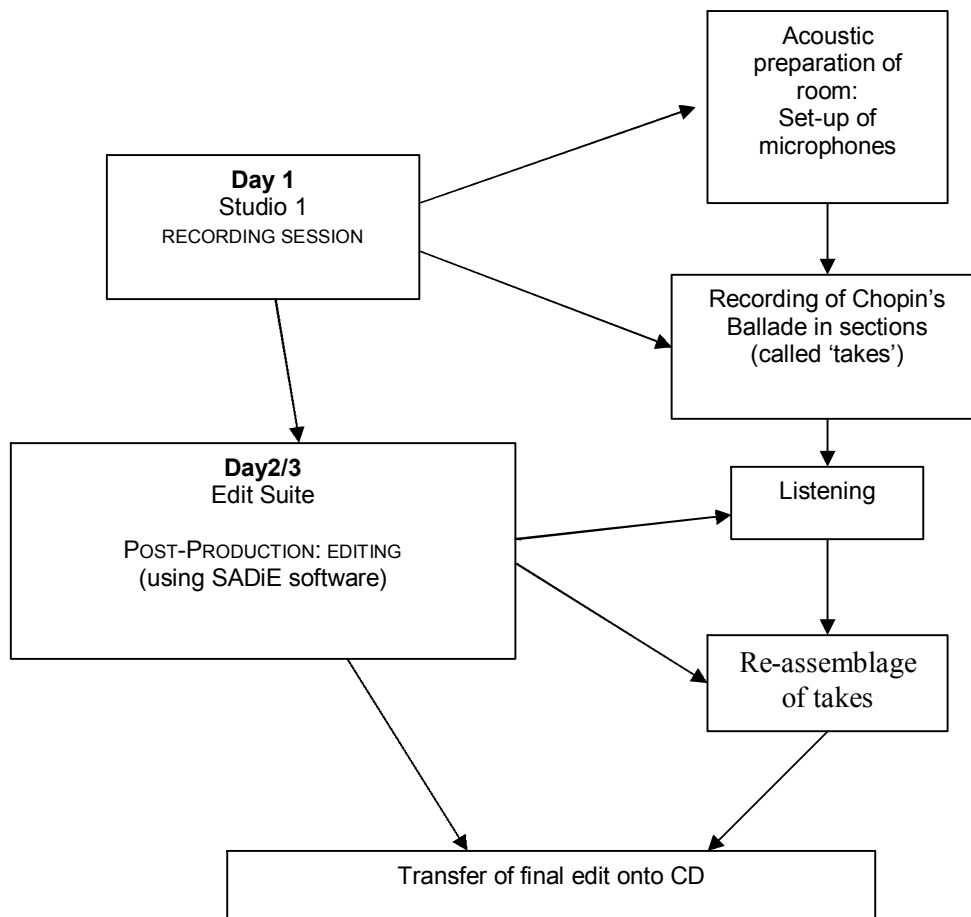 Acoustic
preparation of
room:
Set-up of
microphones
Day 1
Studio 1
RECORDING SESSION
Recording of Chopin’s
Ballade in sections
(called ‘takes’)
Day2/3
Edit Suite
POST-PRODUCTION: EDITING
(using SADiE software)
Listening
Re-assemblage
of takes
Transfer of final edit onto CD